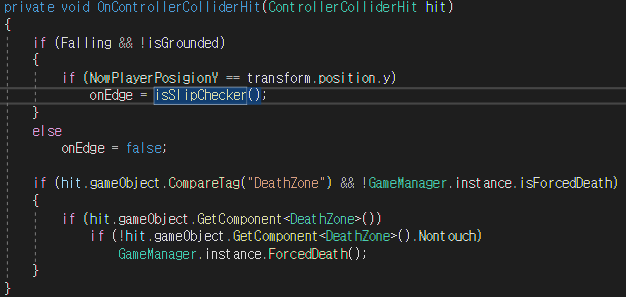 private void OnControllerColliderHit(ControllerColliderHit hit)
{
    if (Falling && !isGrounded)
    {
        if (NowPlayerPosigionY == transform.position.y)
            onEdge = isSlipChecker();
    }
    else
        onEdge = false;

    if (hit.gameObject.CompareTag("DeathZone") && !GameManager.instance.isForcedDeath)
    {
        if (hit.gameObject.GetComponent<DeathZone>())
            if (!hit.gameObject.GetComponent<DeathZone>().Nontouch)
                GameManager.instance.ForcedDeath();
    }
}